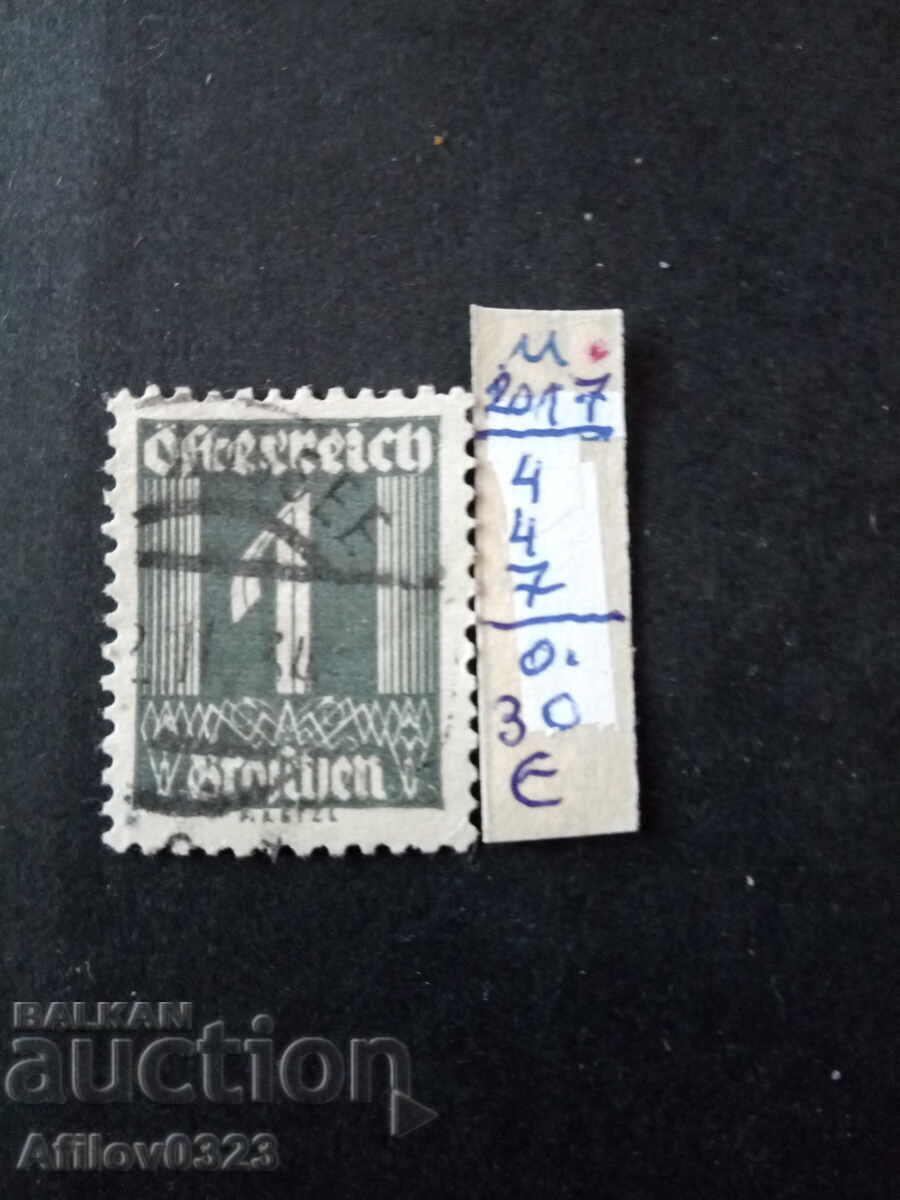 Österreich
1
Groschen
M
2017
4
4
7
0.
30
€
BALKAN
auction
Afilov0323